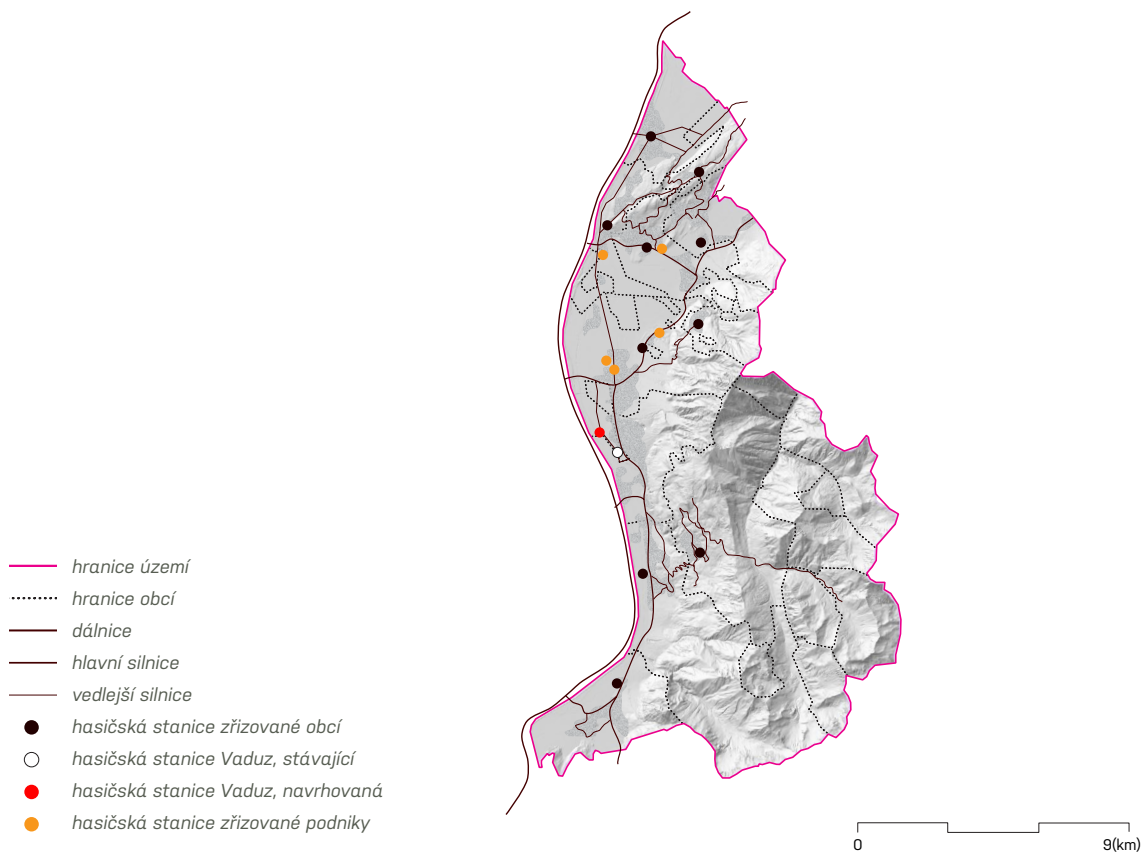 hranice území
hranice obcí
dálnice
hlavní silnice
vedlejší silnice
hasičská stanice zřizované obcí
hasičská stanice Vaduz, stávající
hasičská stanice Vaduz, navrhovaná
hasičská stanice zřizované podniky
0 9(km)